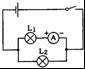 L₁ + A -
L₂